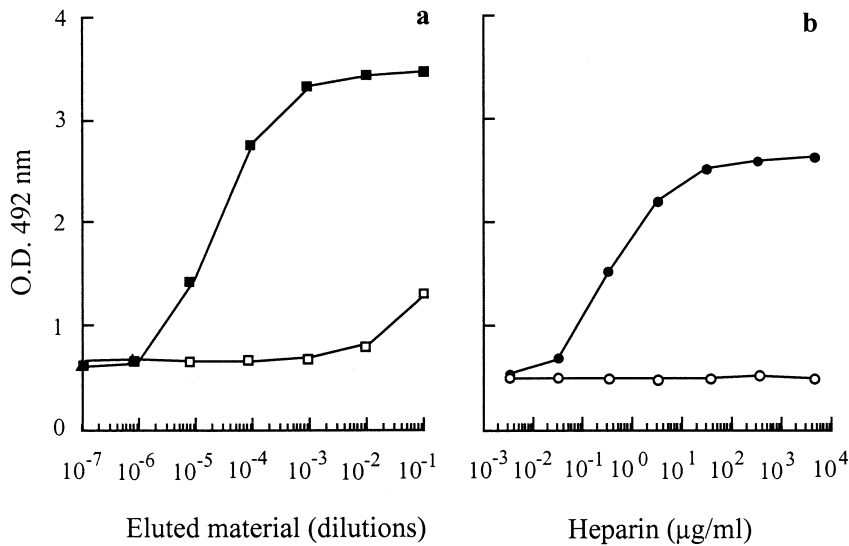 a
b
4
3
2
1
0
O.D. 492 nm
10-7 10-6 10-5 10-4 10-3 10-2 10-1
Eluted material (dilutions)
10-3 10-2 10-1 100 101 102 103 104
Heparin (µg/ml)